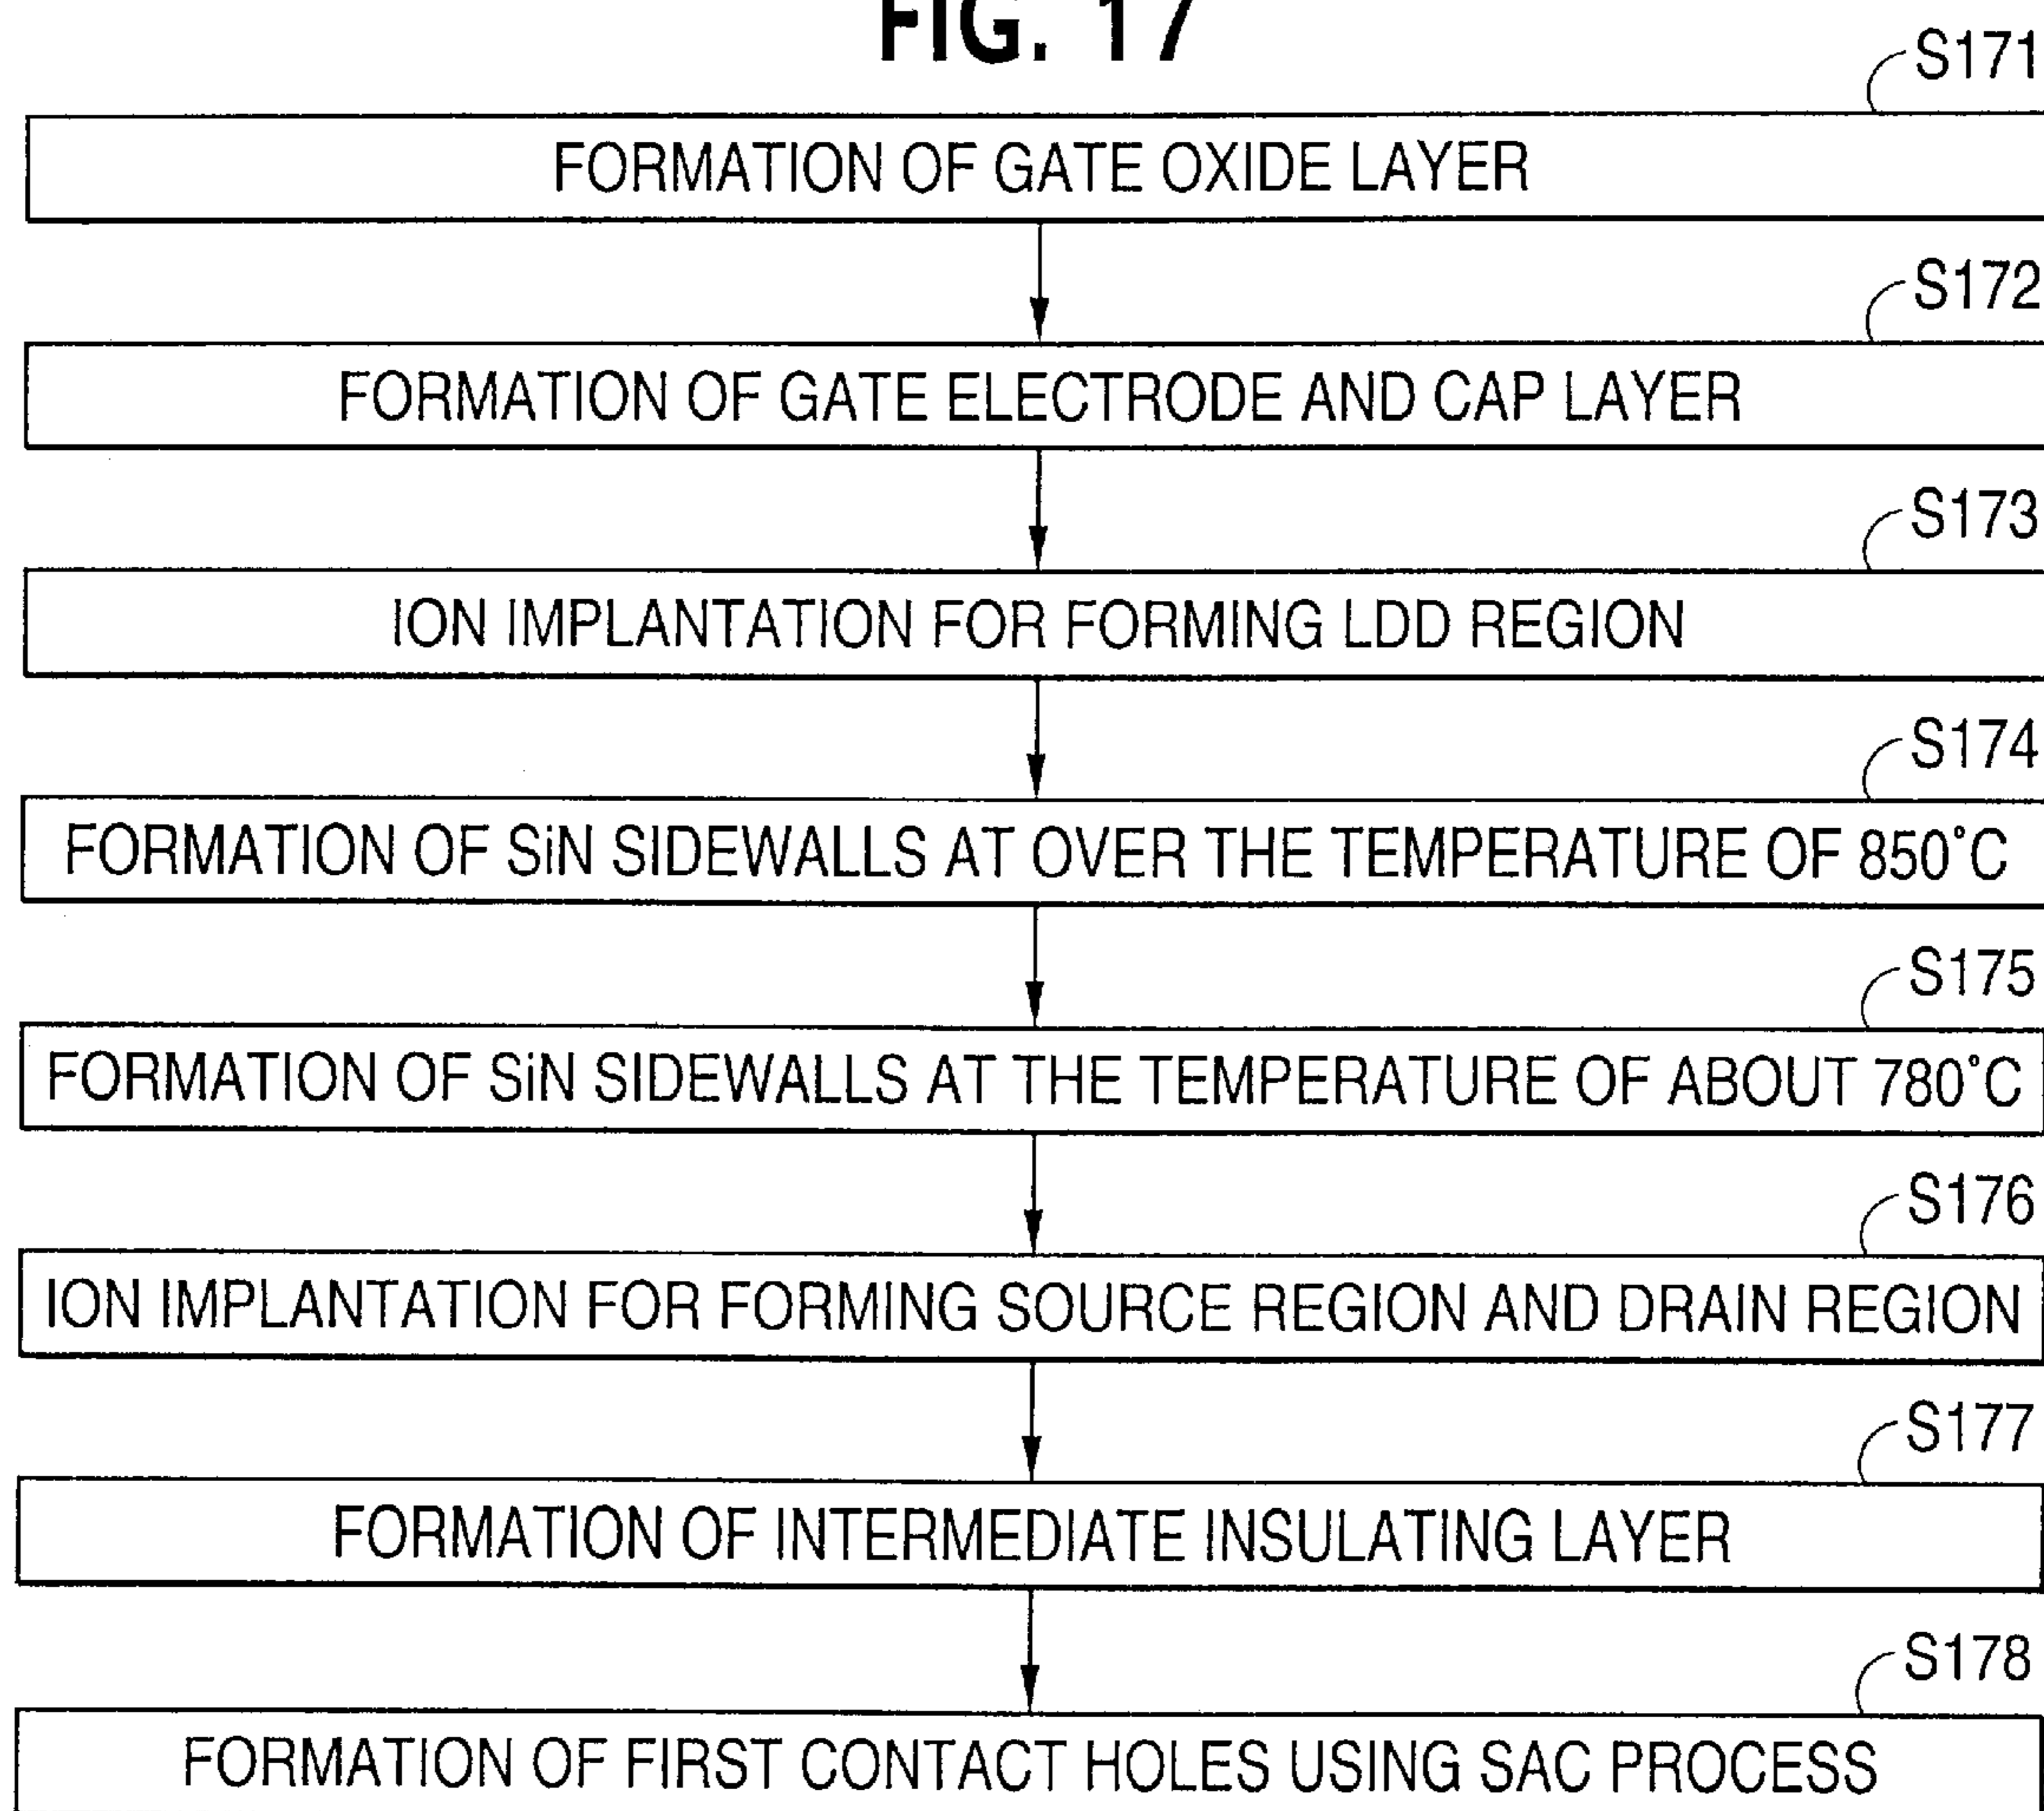 FIG. 17
S171
FORMATION OF GATE OXIDE LAYER
S172
FORMATION OF GATE ELECTRODE AND CAP LAYER
S173
ION IMPLANTATION FOR FORMING LDD REGION
S174
FORMATION OF SiN SIDEWALLS AT OVER THE TEMPERATURE OF 850°C
S175
FORMATION OF SiN SIDEWALLS AT THE TEMPERATURE OF ABOUT 780°C
S176
ION IMPLANTATION FOR FORMING SOURCE REGION AND DRAIN REGION
S177
FORMATION OF INTERMEDIATE INSULATING LAYER
S178
FORMATION OF FIRST CONTACT HOLES USING SAC PROCESS